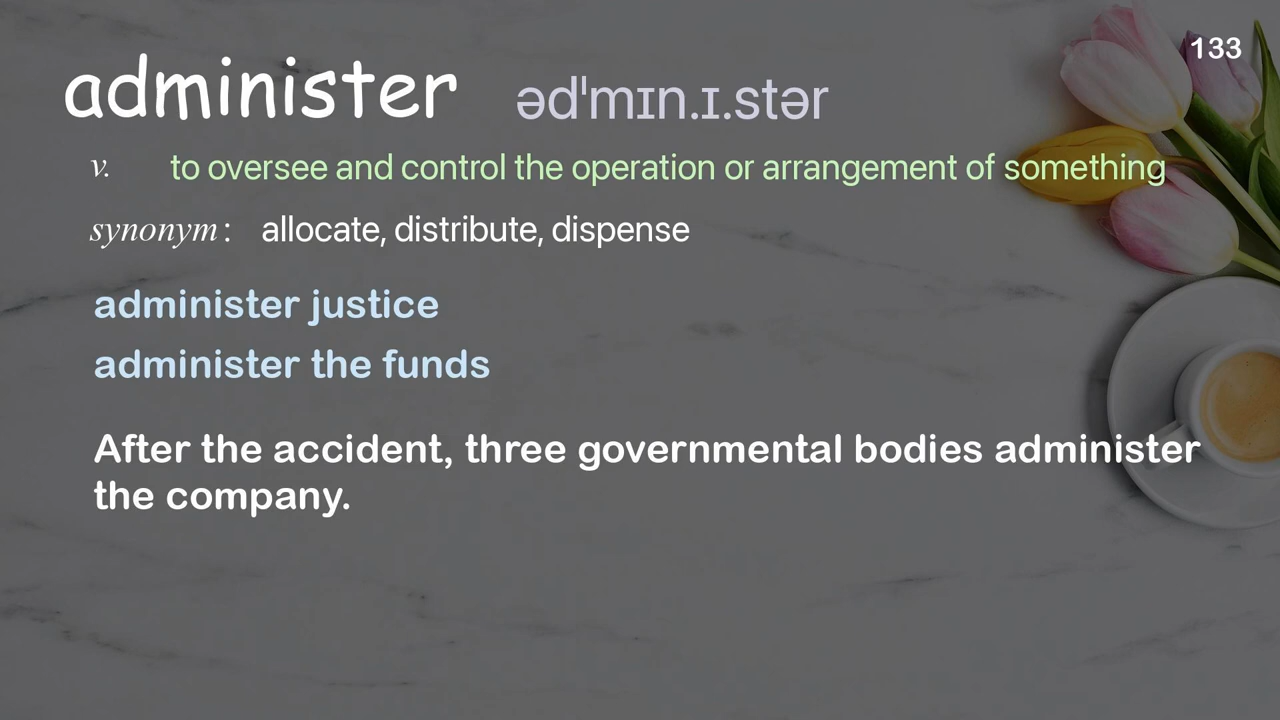 133
administer ədˈmɪn.ɪ.stər
v. to oversee and control the operation or arrangement of something
synonym : allocate, distribute, dispense
administer justice
administer the funds
After the accident, three governmental bodies administer
the company.